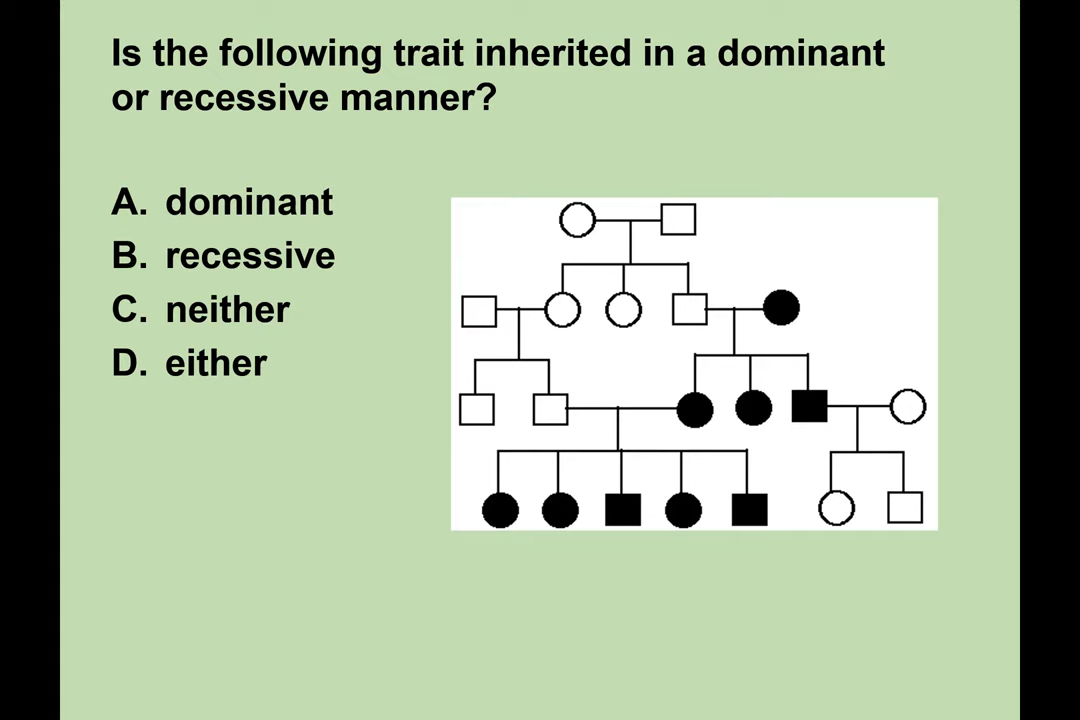 Is the following trait inherited in a dominant
or recessive manner?
A. dominant
B. recessive
C. neither
D. either